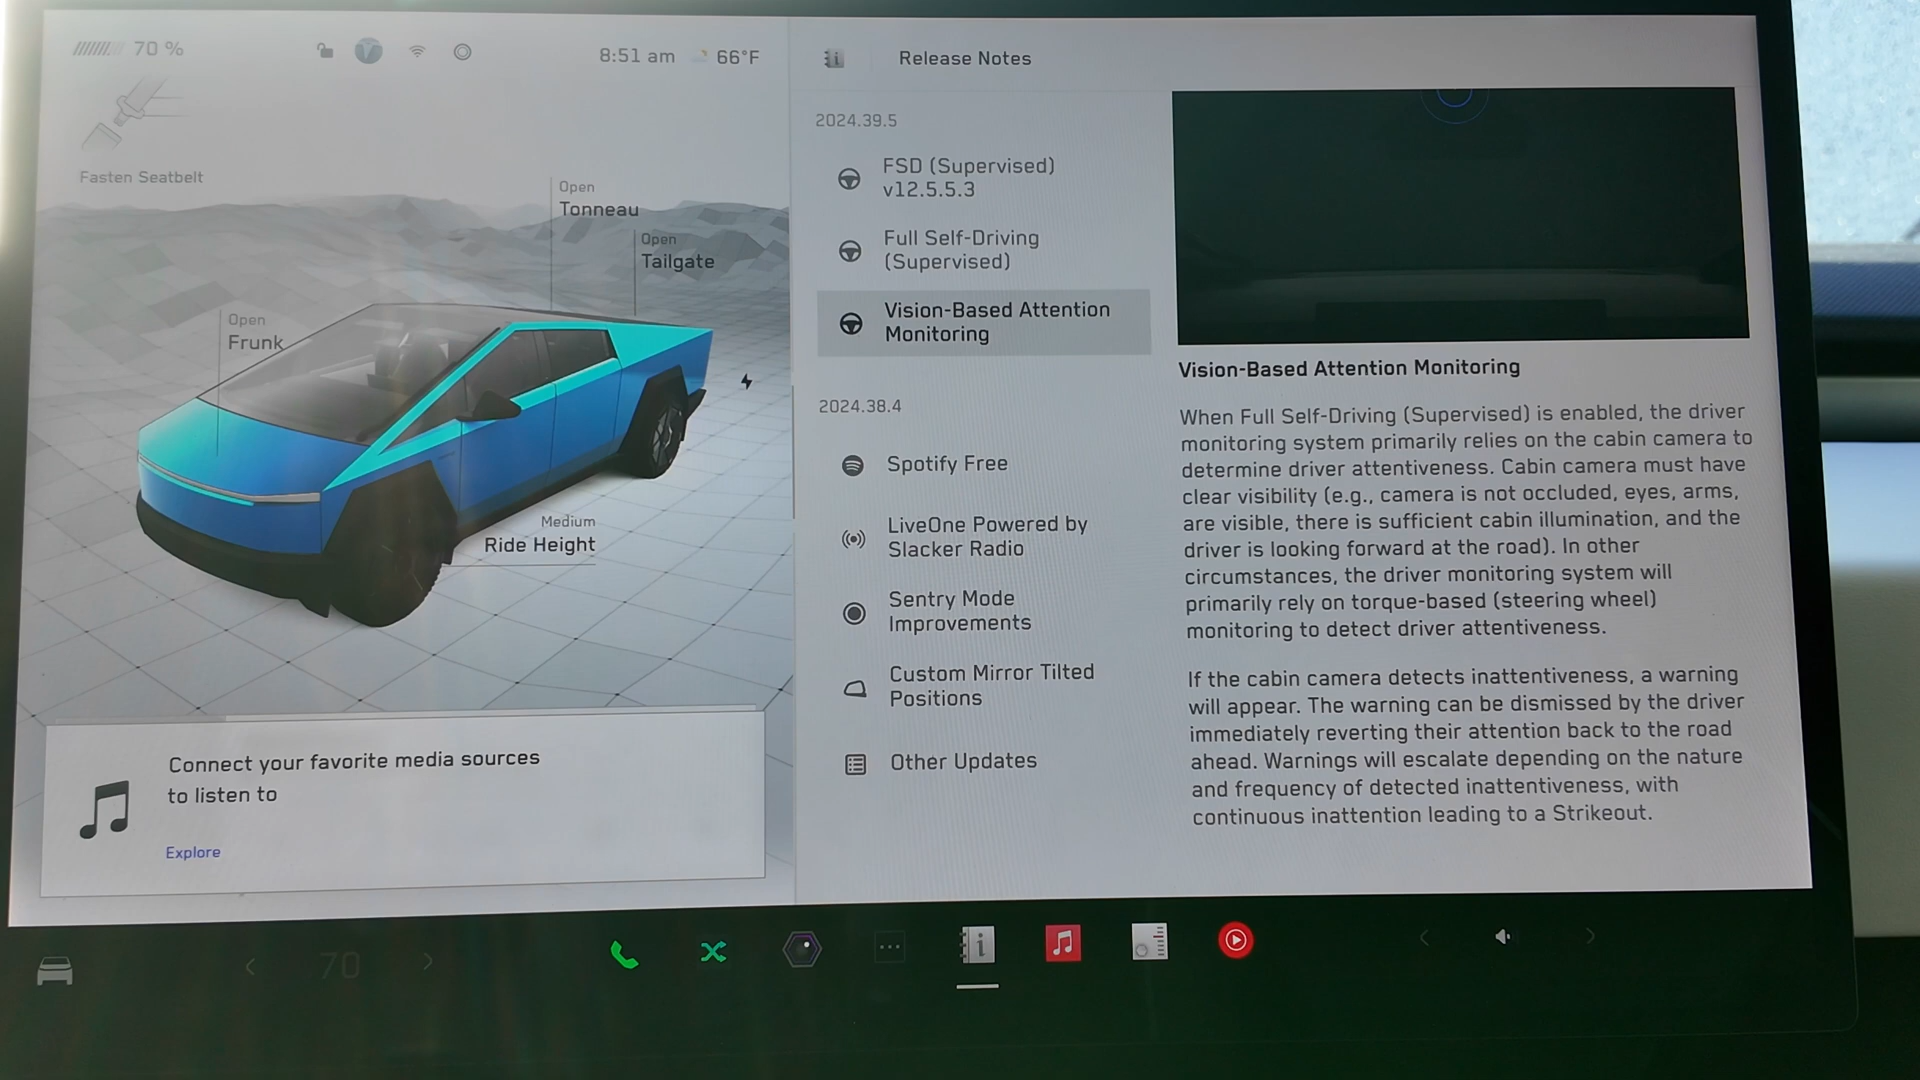 70 %
8:51 am
66°F
Fasten Seatbelt
Open
Tonneau
Open
Tailgate
Open
Frunk
Medium
Ride Height
Connect your favorite media sources
to listen to
Explore
Release Notes
2024.39.5
FSD (Supervised)
v12.5.5.3
Full Self-Driving
(Supervised)
Vision-Based Attention
Monitoring
2024.38.4
Spotify Free
LiveOne Powered by
Slacker Radio
Sentry Mode
Improvements
Custom Mirror Tilted
Positions
Other Updates
Vision-Based Attention Monitoring
When Full Self-Driving (Supervised) is enabled, the driver
monitoring system primarily relies on the cabin camera to
determine driver attentiveness. Cabin camera must have
clear visibility (e.g., camera is not occluded, eyes, arms,
are visible, there is sufficient cabin illumination, and the
driver is looking forward at the road). In other
circumstances, the driver monitoring system will
primarily rely on torque-based (steering wheel)
monitoring to detect driver attentiveness.
If the cabin camera detects inattentiveness, a warning
will appear. The warning can be dismissed by the driver
immediately reverting their attention back to the road
ahead. Warnings will escalate depending on the nature
and frequency of detected inattentiveness, with
continuous inattention leading to a Strikeout.
70